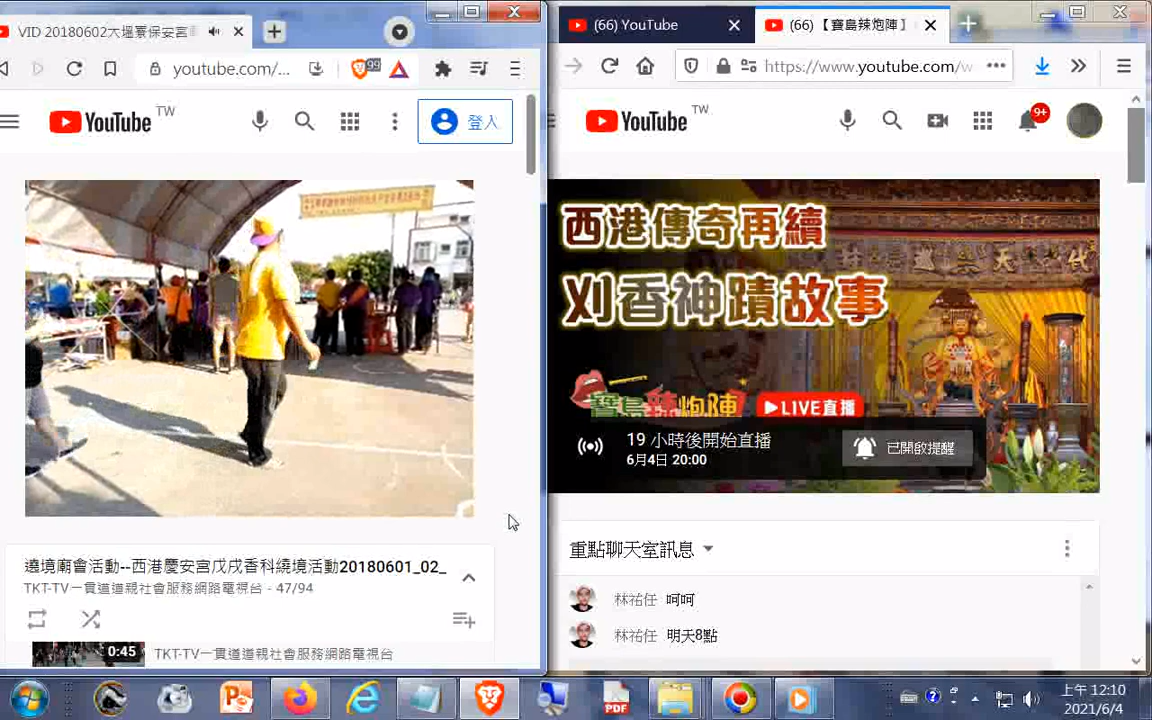 VID 20180602大塭寮保安宮
youtube.com/...
99
YouTube TW
登入
遶境廟會活動--西港慶安宮戊戌香科繞境活動20180601_02_
TKT-TV一貫道道親社會服務網路電視台 - 47/94
0:45
TKT-TV一貫道道親社會服務網路電視台
(66) YouTube
(66) 【寶島辣炮陣】
https://www.youtube.com/w
YouTube TW
9+
西港傳奇再續
刈香神蹟故事
寶島辣炮陣
LIVE直播
19 小時後開始直播
6月4日 20:00
已開啟提醒
重點聊天室訊息
林祐任 呵呵
林祐任 明天8點
PDF
上午 12:10
2021/6/4